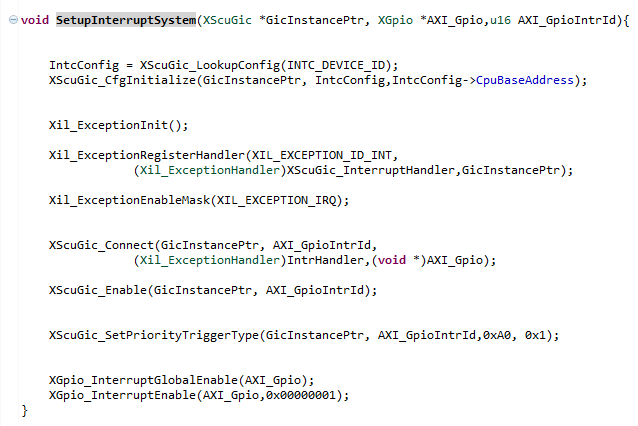 void SetupInterruptSystem(XScuGic *GicInstancePtr, XGpio *AXI_Gpio,u16 AXI_GpioIntrId){
IntcConfig = XScuGic_LookupConfig(INTC_DEVICE_ID);
XScuGic_CfgInitialize(GicInstancePtr, IntcConfig,IntcConfig->CpuBaseAddress);
Xil_ExceptionInit();
Xil_ExceptionRegisterHandler(XIL_EXCEPTION_ID_INT,
(Xil_ExceptionHandler)XScuGic_InterruptHandler,GicInstancePtr);
Xil_ExceptionEnableMask(XIL_EXCEPTION_IRQ);
XScuGic_Connect(GicInstancePtr, AXI_GpioIntrId,
(Xil_ExceptionHandler)IntrHandler,(void *)AXI_Gpio);
XScuGic_Enable(GicInstancePtr, AXI_GpioIntrId);
XScuGic_SetPriorityTriggerType(GicInstancePtr, AXI_GpioIntrId,0xA0, 0x1);
XGpio_InterruptGlobalEnable(AXI_Gpio);
XGpio_InterruptEnable(AXI_Gpio,0x00000001);
}